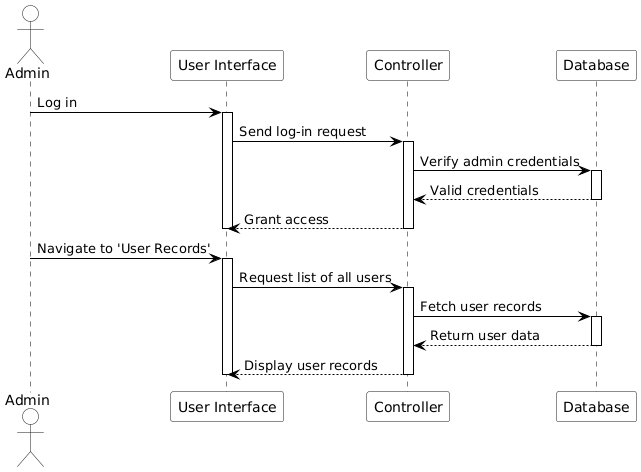 Admin
User Interface
Controller
Database
Log in
Send log-in request
Verify admin credentials
Valid credentials
Grant access
Navigate to 'User Records'
Request list of all users
Fetch user records
Return user data
Display user records
Admin
User Interface
Controller
Database